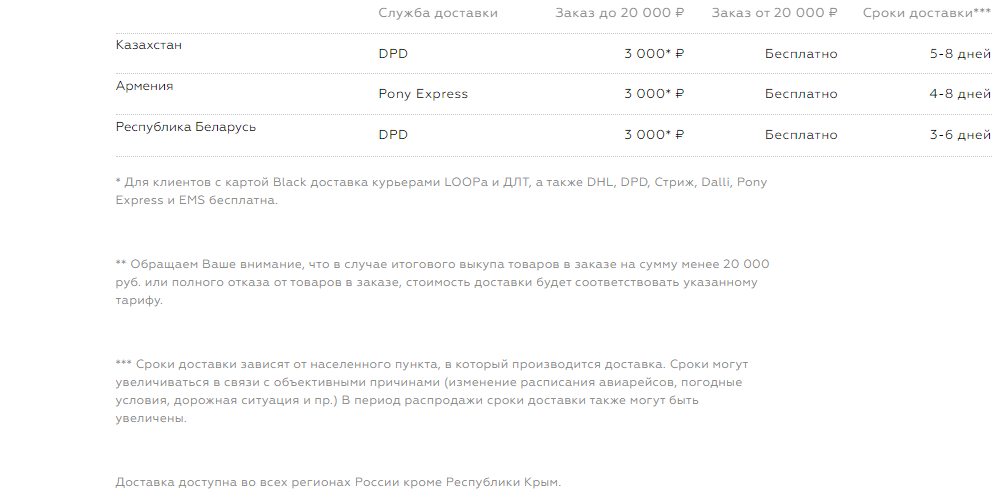 Служба доставки Заказ до 20 000 ₽ Заказ от 20 000 ₽ Сроки доставки***
Казахстан DPD 3 000* ₽ Бесплатно 5-8 дней
Армения Pony Express 3 000* ₽ Бесплатно 4-8 дней
Республика Беларусь DPD 3 000* ₽ Бесплатно 3-6 дней
* Для клиентов с картой Black доставка курьерами LOOPa и ДЛТ, а также DHL, DPD, Стриж, Dalli, Pony
Express и EMS бесплатна.
** Обращаем Ваше внимание, что в случае итогового выкупа товаров в заказе на сумму менее 20 000
руб. или полного отказа от товаров в заказе, стоимость доставки будет соответствовать указанному
тарифу.
*** Сроки доставки зависят от населенного пункта, в который производится доставка. Сроки могут
увеличиваться в связи с объективными причинами (изменение расписания авиарейсов, погодные
условия, дорожная ситуация и пр.) В период распродажи сроки доставки также могут быть
увеличены.
Доставка доступна во всех регионах России кроме Республики Крым.